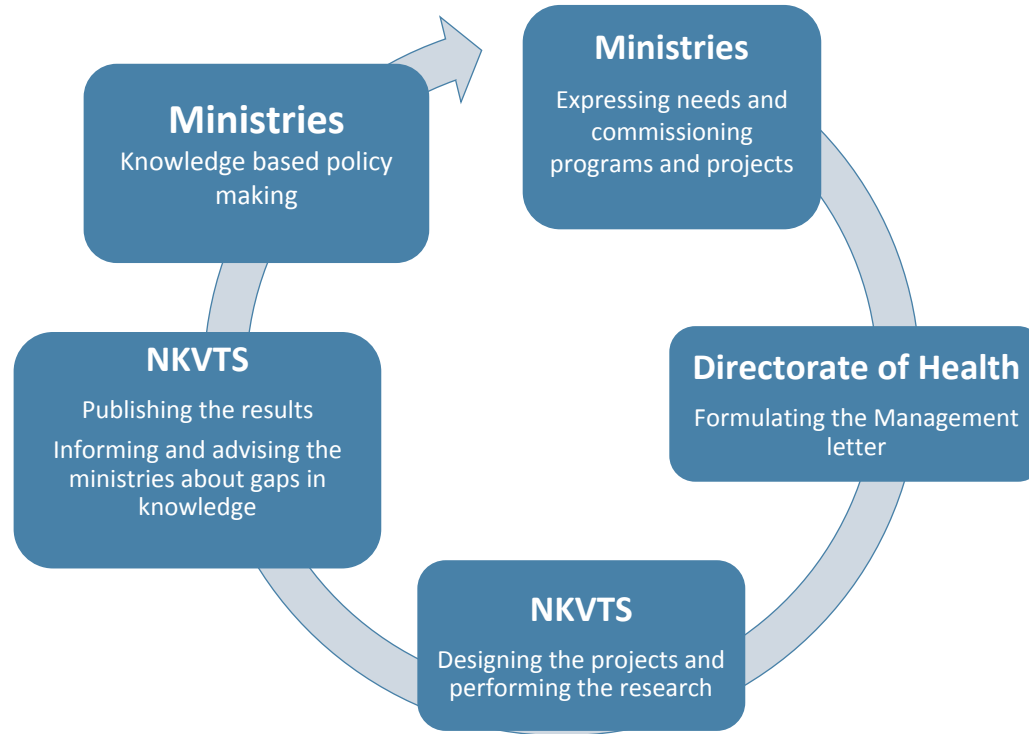 Ministries
Expressing needs and
commissioning
programs and projects
Directorate of Health
Formulating the Management
letter
NKVTS
Designing the projects and
performing the research
NKVTS
Publishing the results
Informing and advising the
ministries about gaps in
knowledge
Ministries
Knowledge based policy
making